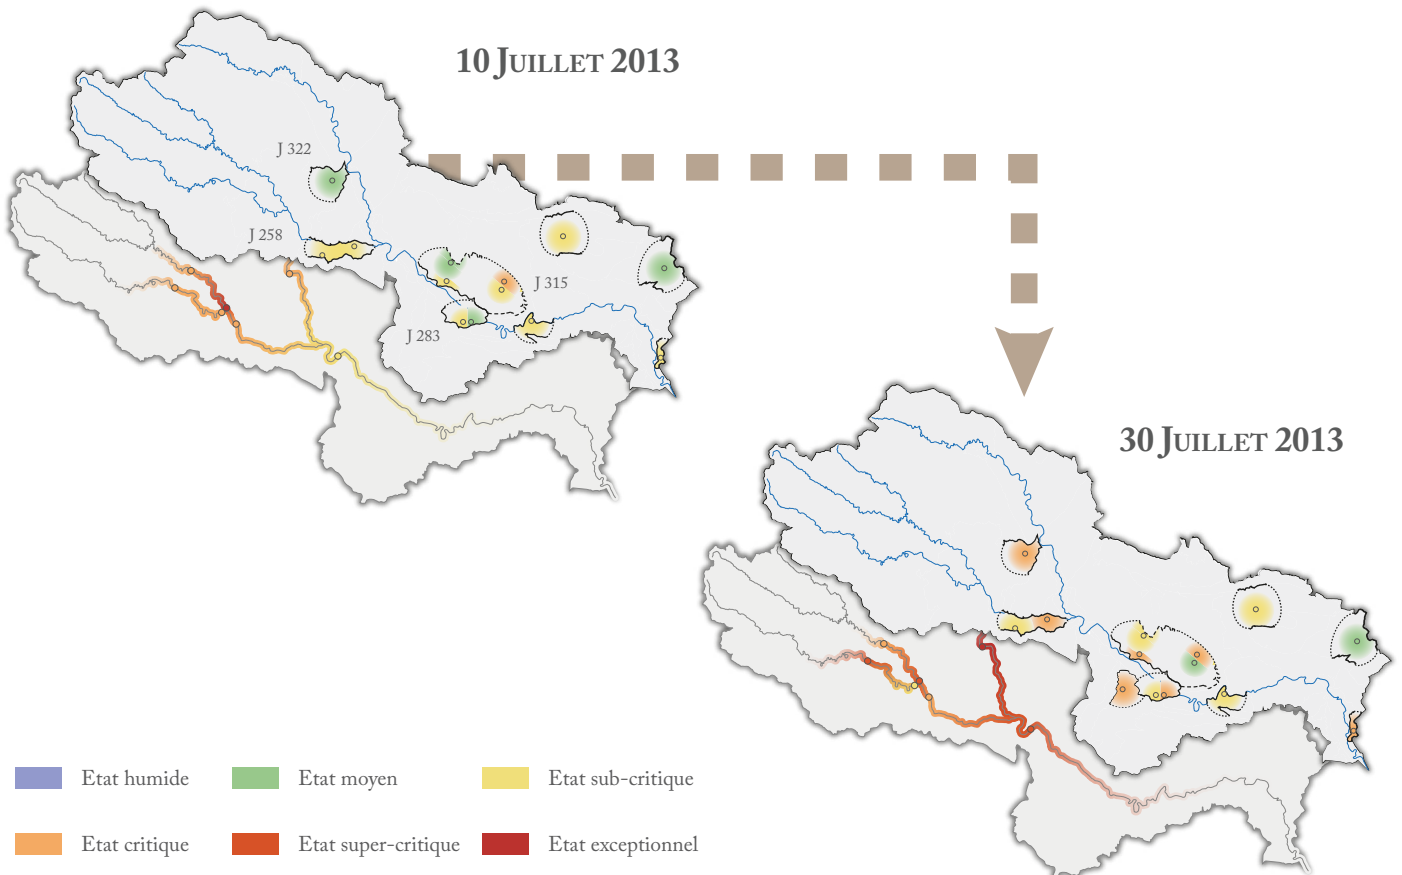 10 Juillet 2013
J 322
J 258
J 315
J 283
30 Juillet 2013
Etat humide
Etat moyen
Etat sub-critique
Etat critique
Etat super-critique
Etat exceptionnel